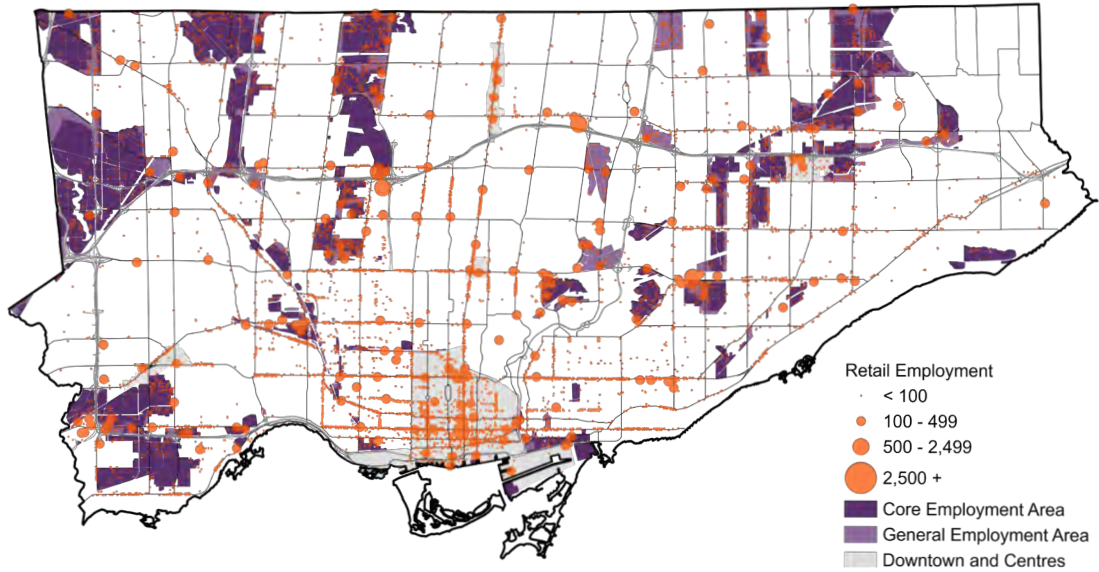 Retail Employment
< 100
100 - 499
500 - 2,499
2,500 +
Core Employment Area
General Employment Area
Downtown and Centres